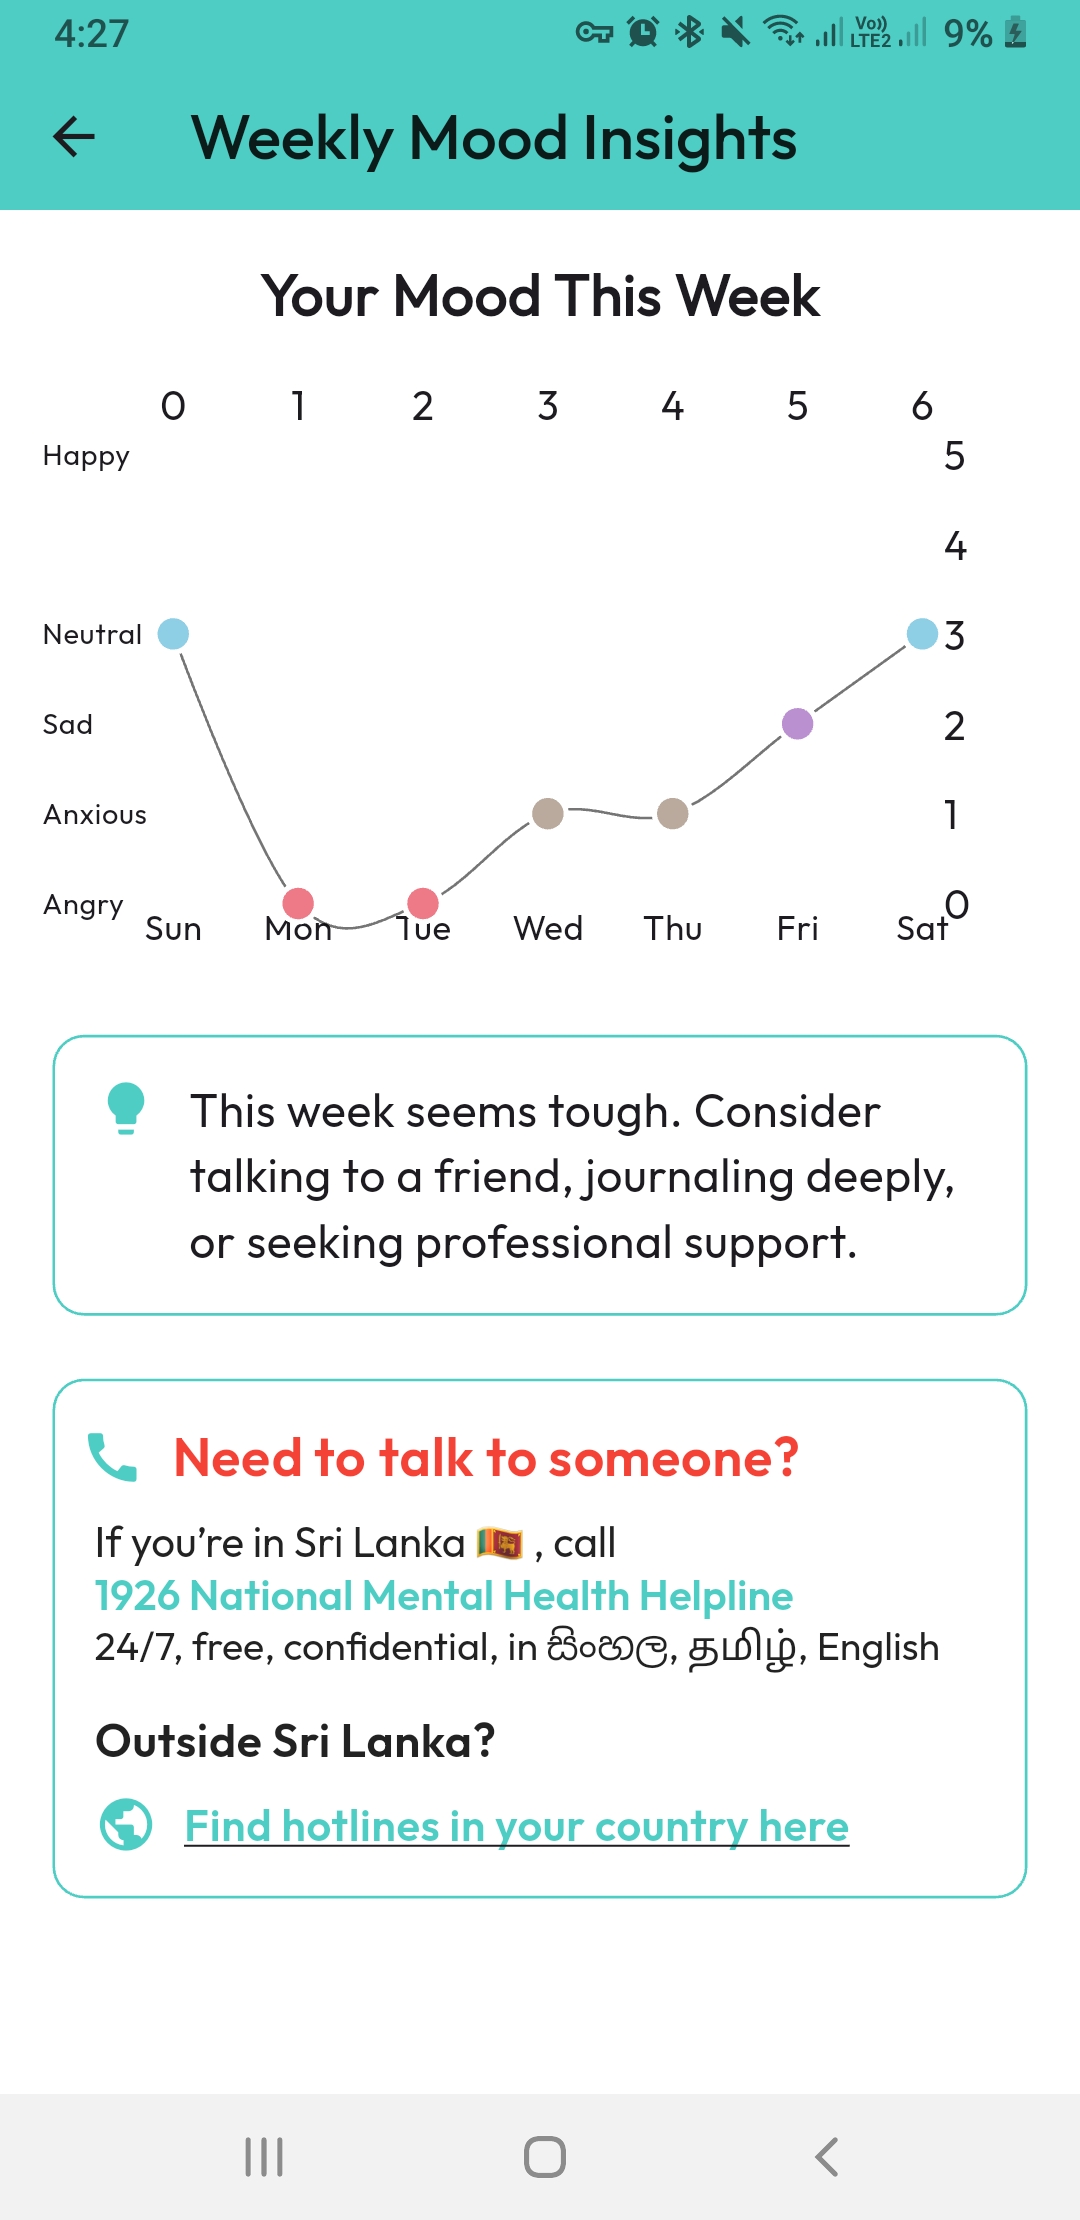 4:27
Vo))
LTE2
9%
Weekly Mood Insights
Your Mood This Week
0 1 2 3 4 5 6
Happy 5
4
Neutral 3
Sad 2
Anxious 1
Angry 0
Sun Mon Tue Wed Thu Fri Sat
This week seems tough. Consider
talking to a friend, journaling deeply,
or seeking professional support.
Need to talk to someone?
If you’re in Sri Lanka 🇱🇰 , call
1926 National Mental Health Helpline
24/7, free, confidential, in සිංහල, தமிழ், English
Outside Sri Lanka?
Find hotlines in your country here